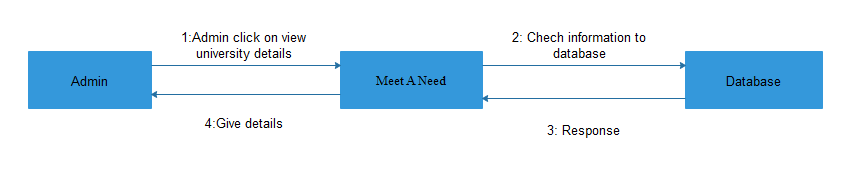 1:Admin click on view
university details
2: Chech information to
database
Admin
Meet A Need
Database
4:Give details
3: Response